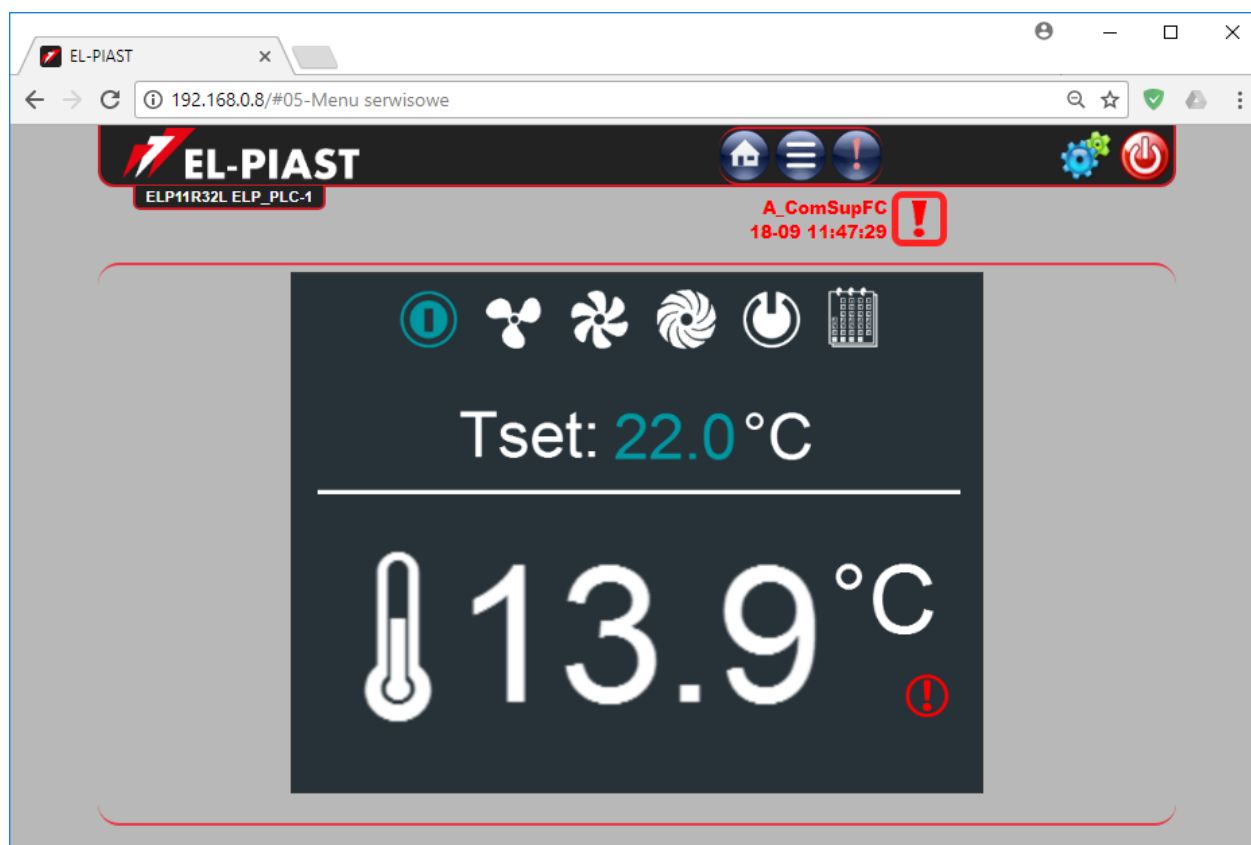 EL-PIAST
192.168.0.8/#05-Menu serwisowe
EL-PIAST
ELP11R32L ELP_PLC-1
A_ComSupFC
18-09 11:47:29
Tset: 22.0°C
13.9°C